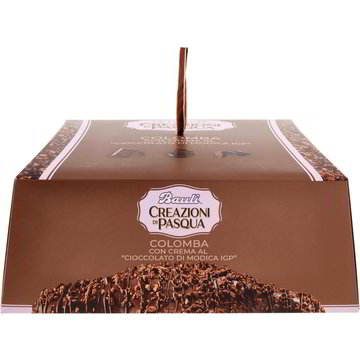 COLOMBA
CON CREMA AL
"CIOCCOLATO DI MODICA IGP"
Bauli
CREAZIONI
DI PASQUA
COLOMBA
CON CREMA AL
"CIOCCOLATO DI MODICA IGP"